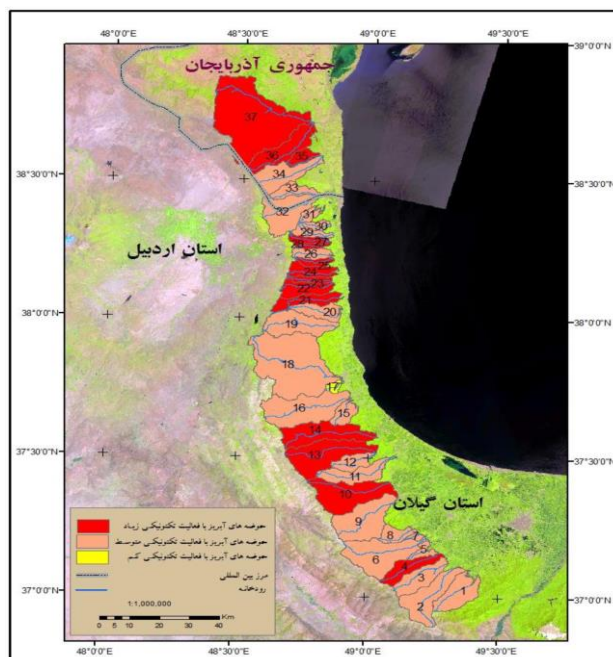 48°0'0"E
48°30'0"E
49°0'0"E
49°30'0"E
39°0'0"N
جمهوری آذربایجان
37
36
35
34
38°30'0"N
38°30'0"N
33
32
31
30
29
28
27
26
استان اردبیل
25
24
23
22
21
38°0'0"N
38°0'0"N
20
19
18
17
16
15
14
13
37°30'0"N
37°30'0"N
12
11
10
استان گیلان
9
8
7
6
5
4
3
2
1
حوضه های آبریز با فعالیت تکتونیکی زیاد
حوضه های آبریز با فعالیت تکتونیکی متوسط
حوضه های آبریز با فعالیت تکتونیکی کم
مرز بین المللی
رودخانه
1:1,000,000
0 5 10 20 30 40
Km
37°0'0"N
37°0'0"N
48°0'0"E
48°30'0"E
49°0'0"E
49°30'0"E